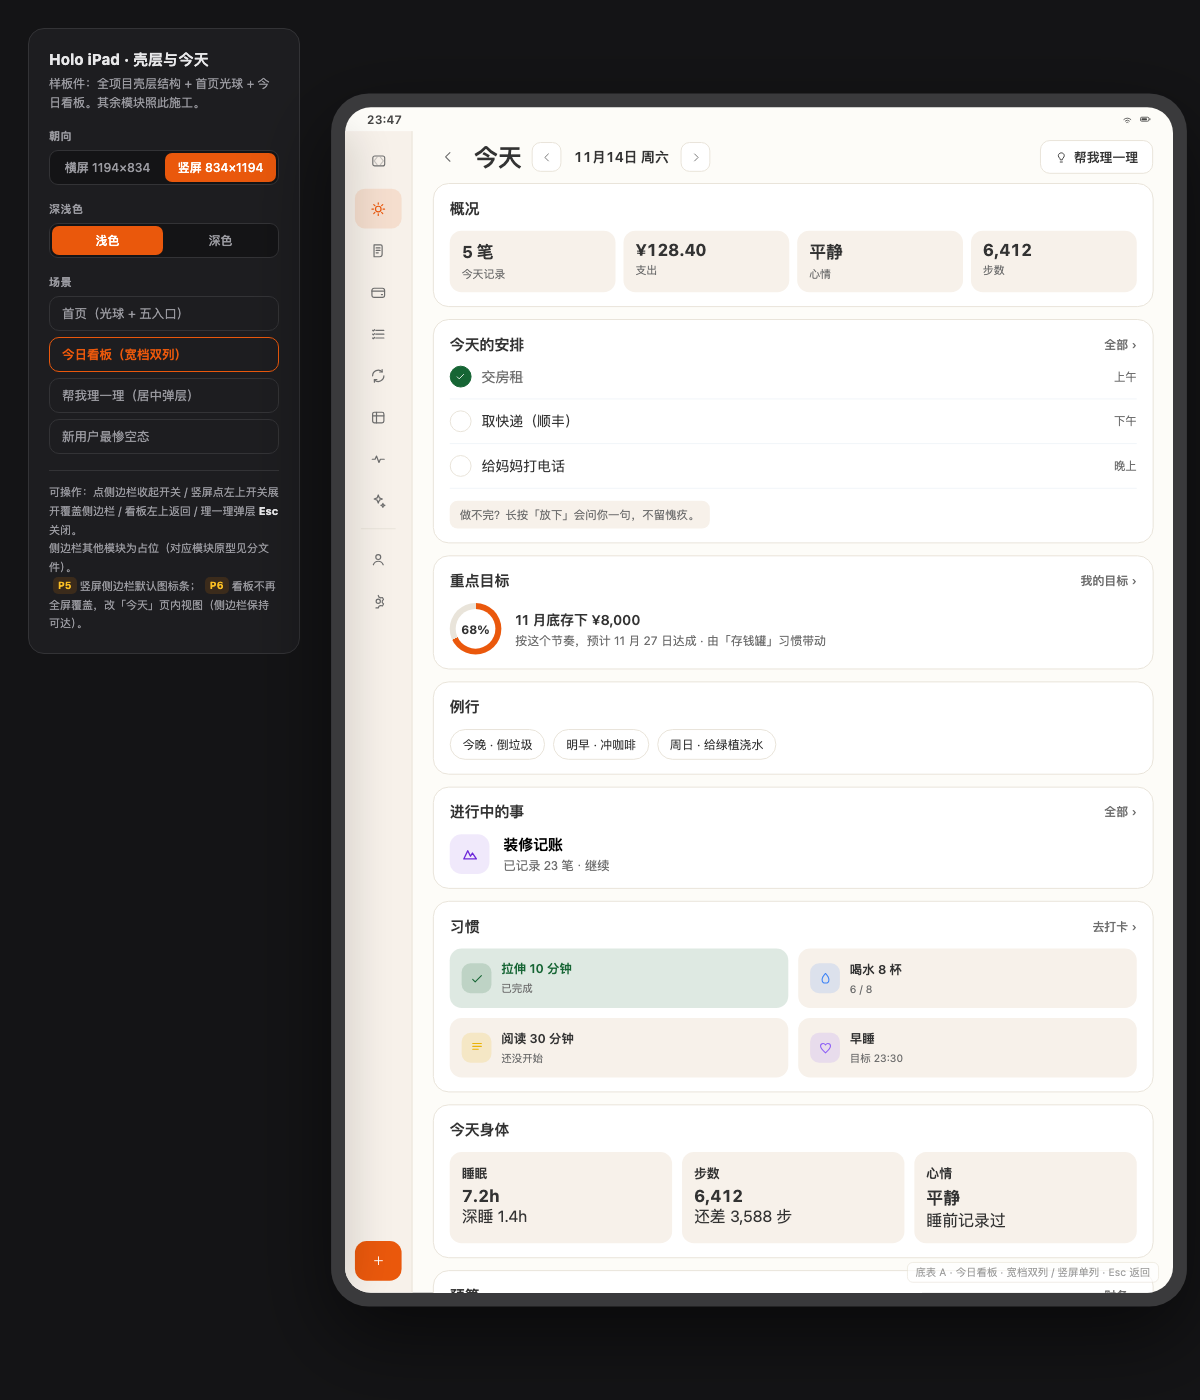 Holo iPad · 壳层与今天
样板件：全项目壳层结构 + 首页光球 + 今
日看板。其余模块照此施工。
朝向
横屏 1194×834
竖屏 834×1194
深浅色
浅色
深色
场景
首页（光球 + 五入口）
今日看板（宽档双列）
帮我理一理（居中弹层）
新用户最惨空态
可操作：点侧边栏收起开关 / 竖屏点左上开关展
开覆盖侧边栏 / 看板左上返回 / 理一理弹层 Esc
关闭。
侧边栏其他模块为占位（对应模块原型见分文
件）。
P5 竖屏侧边栏默认图标条； P6 看板不再
全屏覆盖，改「今天」页内视图（侧边栏保持
可达）。
23:47
今天
11月14日 周六
帮我理一理
概况
5 笔
今天记录
¥128.40
支出
平静
心情
6,412
步数
今天的安排
全部 ›
交房租
上午
取快递（顺丰）
下午
给妈妈打电话
晚上
做不完？长按「放下」会问你一句，不留愧疚。
重点目标
我的目标 ›
68%
11 月底存下 ¥8,000
按这个节奏，预计 11 月 27 日达成 · 由「存钱罐」习惯带动
例行
今晚 · 倒垃圾
明早 · 冲咖啡
周日 · 给绿植浇水
进行中的事
全部 ›
装修记账
已记录 23 笔 · 继续
习惯
去打卡 ›
拉伸 10 分钟
已完成
喝水 8 杯
6 / 8
阅读 30 分钟
还没开始
早睡
目标 23:30
今天身体
睡眠
7.2h
深睡 1.4h
步数
6,412
还差 3,588 步
心情
平静
睡前记录过
底表 A · 今日看板 · 宽档双列 / 竖屏单列 · Esc 返回